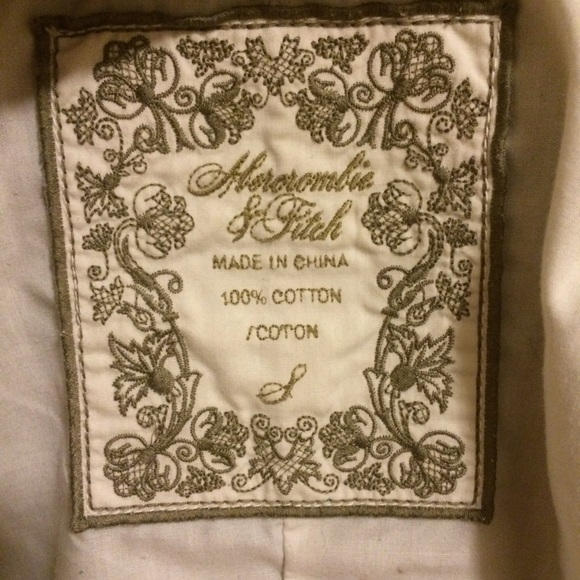 Abercrombie
& Fitch
MADE IN CHINA
100% COTTON
/COTON
S